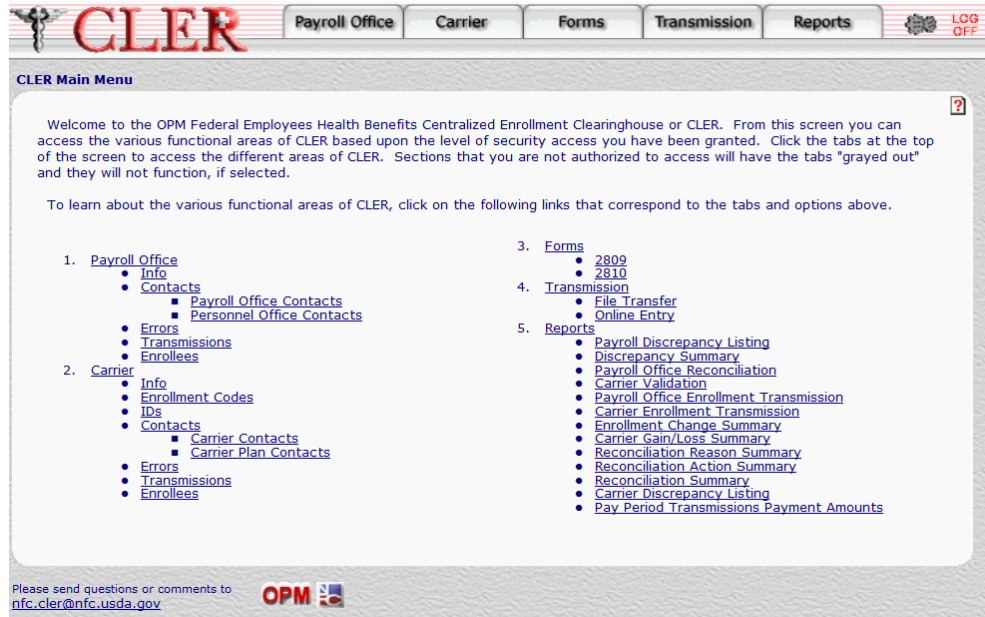 CLER
Payroll Office
Carrier
Forms
Transmission
Reports
LOG
OFF
CLER Main Menu
?
Welcome to the OPM Federal Employees Health Benefits Centralized Enrollment Clearinghouse or CLER. From this screen you can
access the various functional areas of CLER based upon the level of security access you have been granted. Click the tabs at the top
of the screen to access the different areas of CLER. Sections that you are not authorized to access will have the tabs "grayed out"
and they will not function, if selected.
To learn about the various functional areas of CLER, click on the following links that correspond to the tabs and options above.
1. Payroll Office
• Info
• Contacts
▪ Payroll Office Contacts
▪ Personnel Office Contacts
• Errors
• Transmissions
• Enrollees
2. Carrier
• Info
• Enrollment Codes
• IDs
• Contacts
▪ Carrier Contacts
▪ Carrier Plan Contacts
• Errors
• Transmissions
• Enrollees
3. Forms
• 2809
• 2810
4. Transmission
• File Transfer
• Online Entry
5. Reports
• Payroll Discrepancy Listing
• Discrepancy Summary
• Payroll Office Reconciliation
• Carrier Validation
• Payroll Office Enrollment Transmission
• Carrier Enrollment Transmission
• Enrollment Change Summary
• Carrier Gain/Loss Summary
• Reconciliation Reason Summary
• Reconciliation Action Summary
• Reconciliation Summary
• Carrier Discrepancy Listing
• Pay Period Transmissions Payment Amounts
Please send questions or comments to
nfc.cler@nfc.usda.gov
OPM